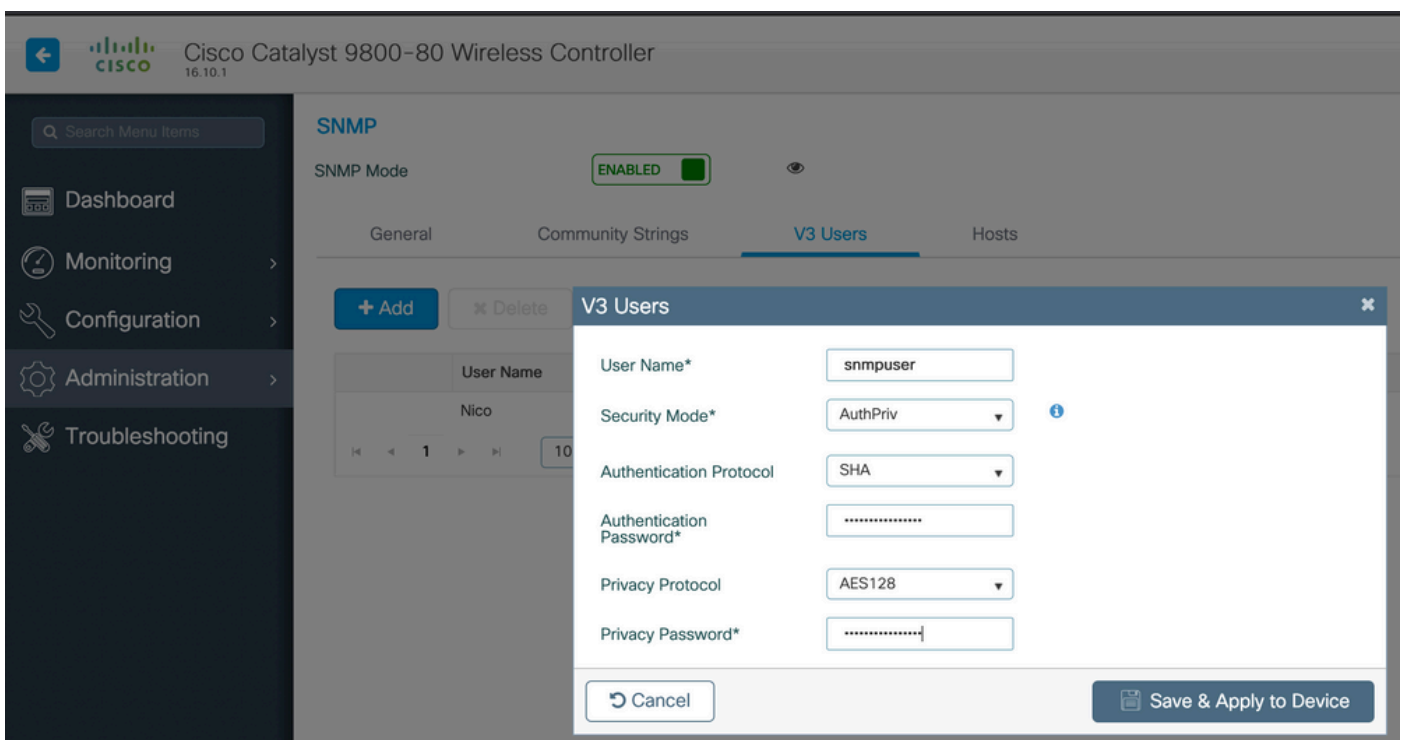 CISCO
Cisco Catalyst 9800-80 Wireless Controller
16.10.1
Search Menu Items
Dashboard
Monitoring
Configuration
Administration
Troubleshooting
SNMP
SNMP Mode
ENABLED
General Community Strings V3 Users Hosts
+ Add
✖ Delete
User Name
Nico
1
10
V3 Users
User Name* snmpuser
Security Mode* AuthPriv
Authentication Protocol SHA
Authentication
Password*
Privacy Protocol AES128
Privacy Password*
Cancel
Save & Apply to Device